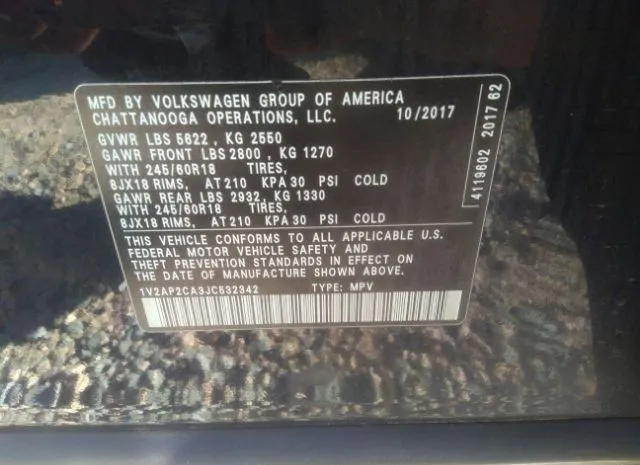 MFD BY VOLKSWAGEN GROUP OF AMERICA
CHATTANOOGA OPERATIONS, LLC. 10/2017
GVWR LBS 5622 , KG 2550
GAWR FRONT LBS 2800 , KG 1270
WITH 245/60R18 TIRES,
8JX18 RIMS, AT 210 KPA 30 PSI COLD
GAWR REAR LBS 2932 , KG 1330
WITH 245/60R18 TIRES,
8JX18 RIMS, AT 210 KPA 30 PSI COLD
THIS VEHICLE CONFORMS TO ALL APPLICABLE U.S.
FEDERAL MOTOR VEHICLE SAFETY AND
THEFT PREVENTION STANDARDS IN EFFECT ON
THE DATE OF MANUFACTURE SHOWN ABOVE.
1V2AP2CA3JC532342 TYPE: MPV
4119602 2017 62